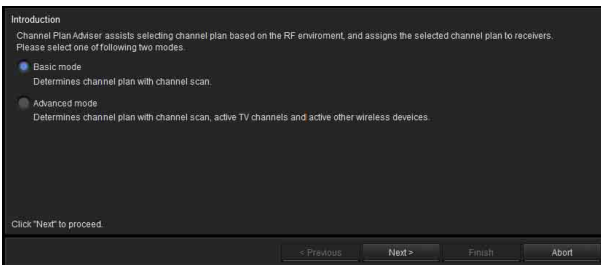 Introduction
Channel Plan Adviser assists selecting channel plan based on the RF enviroment, and assigns the selected channel plan to receivers.
Please select one of following two modes.
Basic mode
Determines channel plan with channel scan.
Advanced mode
Determines channel plan with channel scan, active TV channels and active other wireless deveices.
Click "Next" to proceed.
< Previous Next > Finish Abort